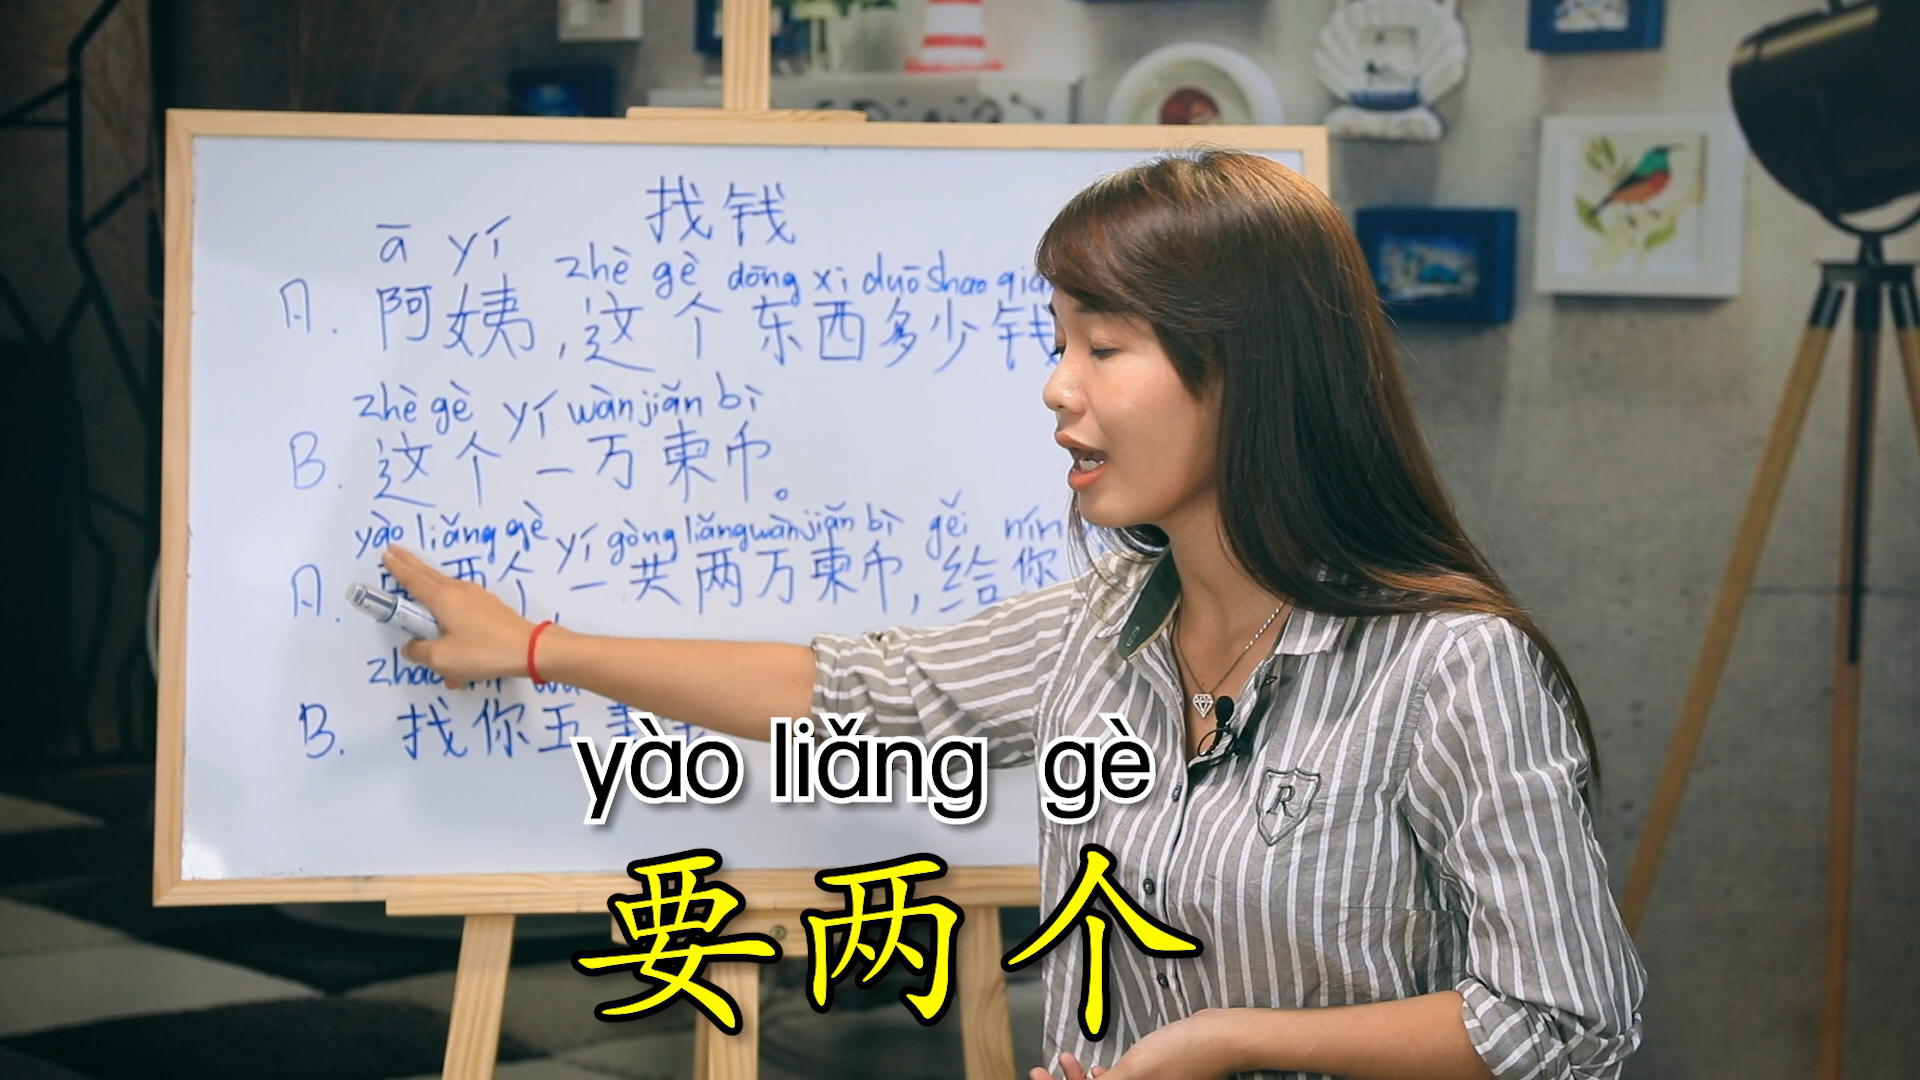 找钱
ā yí zhè gè dōng xi duō shao qian
A. 阿姨,这个东西多少钱
zhè gè yí wàn jiǎn bì
B. 这个一万柬币。
yào liǎng gè yí gòng liǎng wàn jiǎn bì gěi nín
A. 要两个,一共两万柬币,给你
B. 找你五
yào liǎng gè
要两个
R